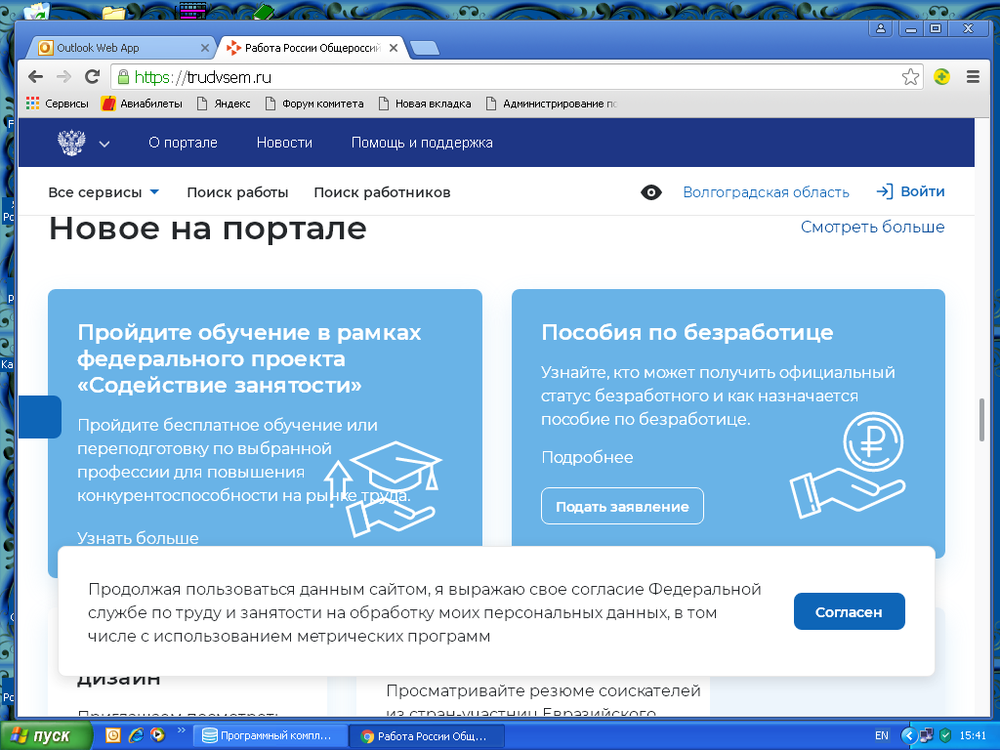 Outlook Web App
Работа России Общероссий
https://trudvsem.ru
Сервисы
Авиабилеты
Яндекс
Форум комитета
Новая вкладка
Администрирование по
О портале
Новости
Помощь и поддержка
Все сервисы
Поиск работы
Поиск работников
Волгоградская область
Войти
Новое на портале
Смотреть больше
Пройдите обучение в рамках
федерального проекта
«Содействие занятости»
Пройдите бесплатное обучение или
переподготовку по выбранной
профессии для повышения
конкурентоспособности на рынке труда.
Узнать больше
Пособия по безработице
Узнайте, кто может получить официальный
статус безработного и как назначается
пособие по безработице.
Подробнее
Подать заявление
Продолжая пользоваться данным сайтом, я выражаю свое согласие Федеральной
службе по труду и занятости на обработку моих персональных данных, в том
числе с использованием метрических программ
Согласен
дизайн
Приглашаем посмотреть
Просматривайте резюме соискателей
из стран-участниц Евразийского
пуск
Программный компл...
Работа России Общ...
EN
15:41